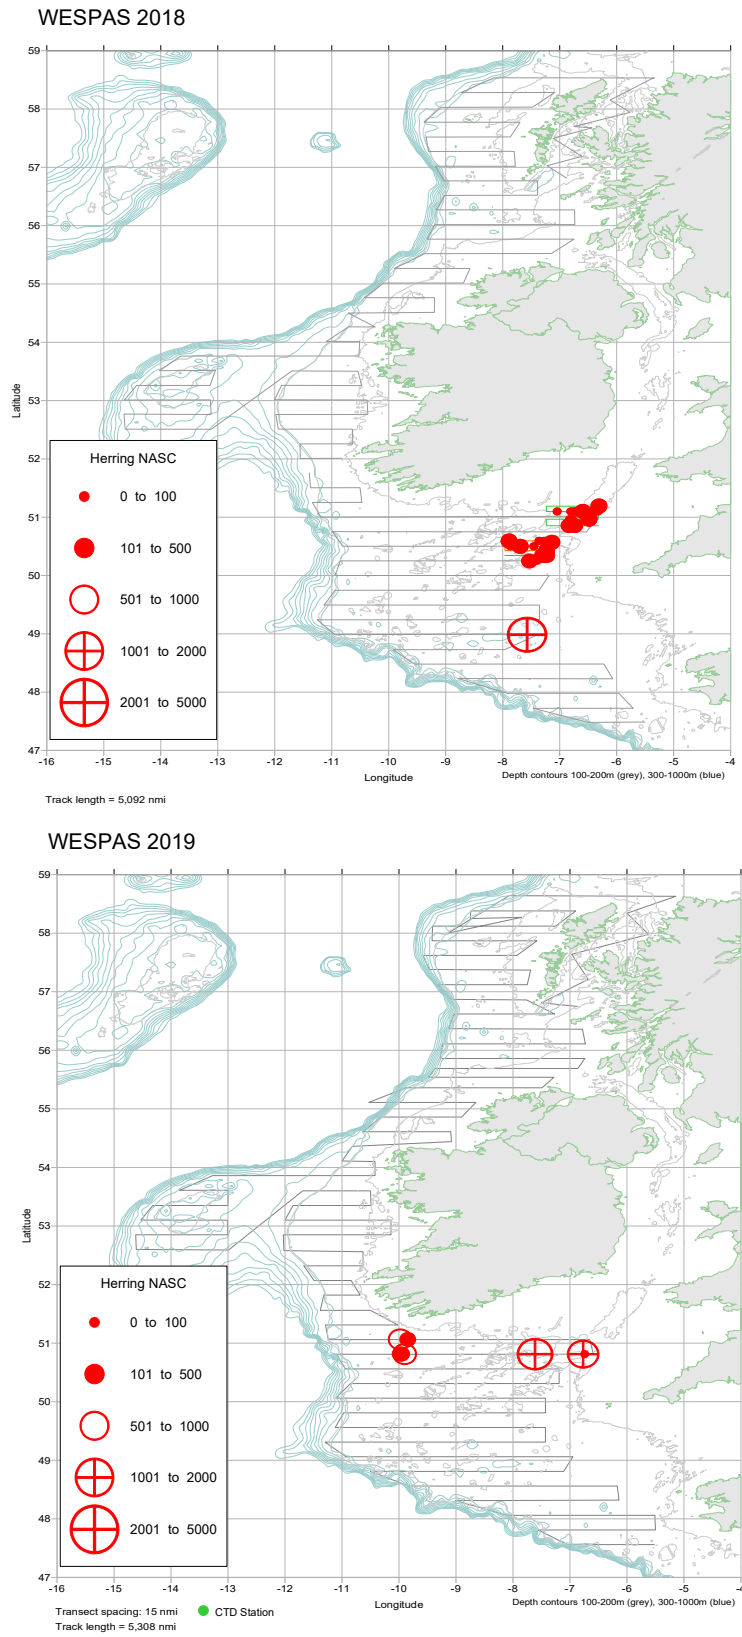 WESPAS 2018
59
58
57
56
55
54
53
52
51
50
49
48
47
Latitude
Herring NASC
0 to 100
101 to 500
501 to 1000
1001 to 2000
2001 to 5000
-16 -15 -14 -13 -12 -11 -10 -9 -8 -7 -6 -5 -4
Longitude
Depth contours 100-200m (grey), 300-1000m (blue)
Track length = 5,092 nmi
WESPAS 2019
59
58
57
56
55
54
53
52
51
50
49
48
47
Latitude
Herring NASC
0 to 100
101 to 500
501 to 1000
1001 to 2000
2001 to 5000
-16 -15 -14 -13 -12 -11 -10 -9 -8 -7 -6 -5 -4
Longitude
Depth contours 100-200m (grey), 300-1000m (blue)
Transect spacing: 15 nmi
CTD Station
Track length = 5,308 nmi